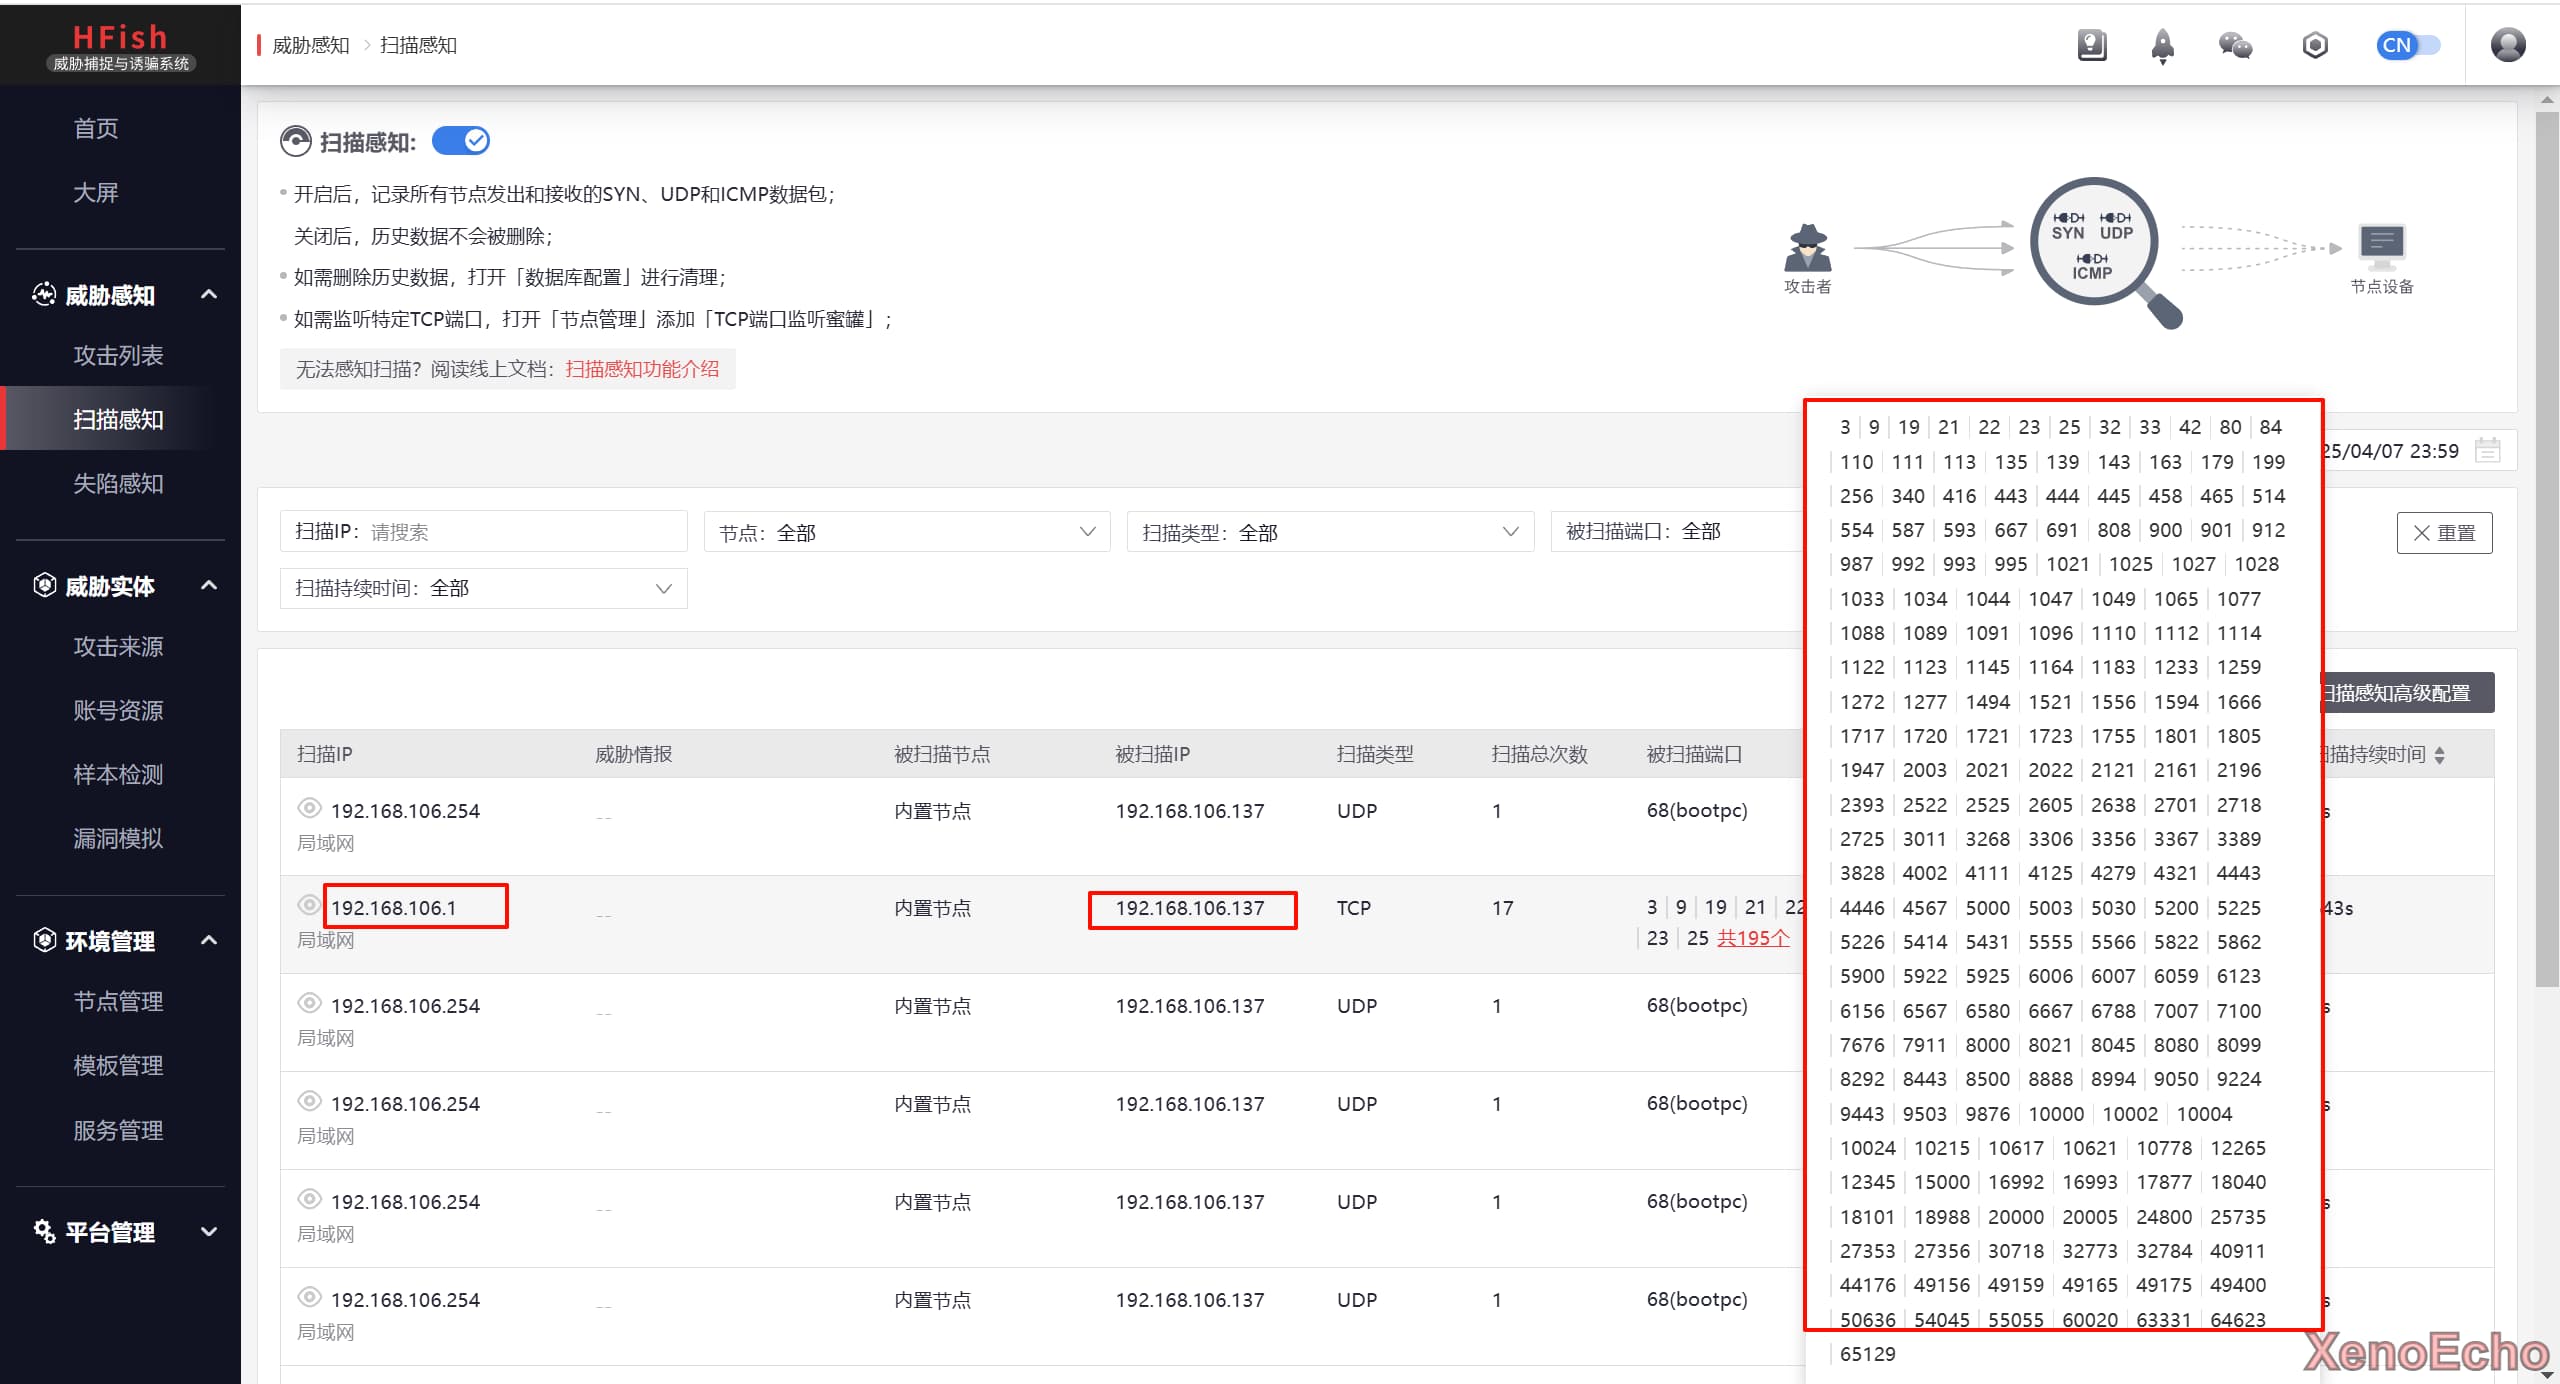 HFish
威胁捕捉与诱骗系统
威胁感知 > 扫描感知
CN
首页
大屏
威胁感知
攻击列表
扫描感知
失陷感知
威胁实体
攻击来源
账号资源
样本检测
漏洞模拟
环境管理
节点管理
模板管理
服务管理
平台管理
扫描感知:
开启后，记录所有节点发出和接收的SYN、UDP和ICMP数据包；
关闭后，历史数据不会被删除；
如需删除历史数据，打开「数据库配置」进行清理；
如需监听特定TCP端口，打开「节点管理」添加「TCP端口监听蜜罐」；
无法感知扫描？阅读线上文档：扫描感知功能介绍
攻击者
SYN UDP
ICMP
节点设备
25/04/07 23:59
扫描IP： 请搜索
节点： 全部
扫描类型： 全部
被扫描端口： 全部
重置
扫描持续时间： 全部
扫描感知高级配置
扫描IP 威胁情报 被扫描节点 被扫描IP 扫描类型 扫描总次数 被扫描端口 扫描持续时间
192.168.106.254 -- 内置节点 192.168.106.137 UDP 1 68(bootpc) s
局域网
192.168.106.1 -- 内置节点 192.168.106.137 TCP 17 3 | 9 | 19 | 21 | 22 43s
局域网 | 23 | 25 共195个
192.168.106.254 -- 内置节点 192.168.106.137 UDP 1 68(bootpc) s
局域网
192.168.106.254 -- 内置节点 192.168.106.137 UDP 1 68(bootpc) s
局域网
192.168.106.254 -- 内置节点 192.168.106.137 UDP 1 68(bootpc) s
局域网
192.168.106.254 -- 内置节点 192.168.106.137 UDP 1 68(bootpc) s
局域网
3 | 9 | 19 | 21 | 22 | 23 | 25 | 32 | 33 | 42 | 80 | 84
| 110 | 111 | 113 | 135 | 139 | 143 | 163 | 179 | 199
| 256 | 340 | 416 | 443 | 444 | 445 | 458 | 465 | 514
| 554 | 587 | 593 | 667 | 691 | 808 | 900 | 901 | 912
| 987 | 992 | 993 | 995 | 1021 | 1025 | 1027 | 1028
| 1033 | 1034 | 1044 | 1047 | 1049 | 1065 | 1077
| 1088 | 1089 | 1091 | 1096 | 1110 | 1112 | 1114
| 1122 | 1123 | 1145 | 1164 | 1183 | 1233 | 1259
| 1272 | 1277 | 1494 | 1521 | 1556 | 1594 | 1666
| 1717 | 1720 | 1721 | 1723 | 1755 | 1801 | 1805
| 1947 | 2003 | 2021 | 2022 | 2121 | 2161 | 2196
| 2393 | 2522 | 2525 | 2605 | 2638 | 2701 | 2718
| 2725 | 3011 | 3268 | 3306 | 3356 | 3367 | 3389
| 3828 | 4002 | 4111 | 4125 | 4279 | 4321 | 4443
| 4446 | 4567 | 5000 | 5003 | 5030 | 5200 | 5225
| 5226 | 5414 | 5431 | 5555 | 5566 | 5822 | 5862
| 5900 | 5922 | 5925 | 6006 | 6007 | 6059 | 6123
| 6156 | 6567 | 6580 | 6667 | 6788 | 7007 | 7100
| 7676 | 7911 | 8000 | 8021 | 8045 | 8080 | 8099
| 8292 | 8443 | 8500 | 8888 | 8994 | 9050 | 9224
| 9443 | 9503 | 9876 | 10000 | 10002 | 10004
| 10024 | 10215 | 10617 | 10621 | 10778 | 12265
| 12345 | 15000 | 16992 | 16993 | 17877 | 18040
| 18101 | 18988 | 20000 | 20005 | 24800 | 25735
| 27353 | 27356 | 30718 | 32773 | 32784 | 40911
| 44176 | 49156 | 49159 | 49165 | 49175 | 49400
| 50636 | 54045 | 55055 | 60020 | 63331 | 64623
| 65129
XenoEcho